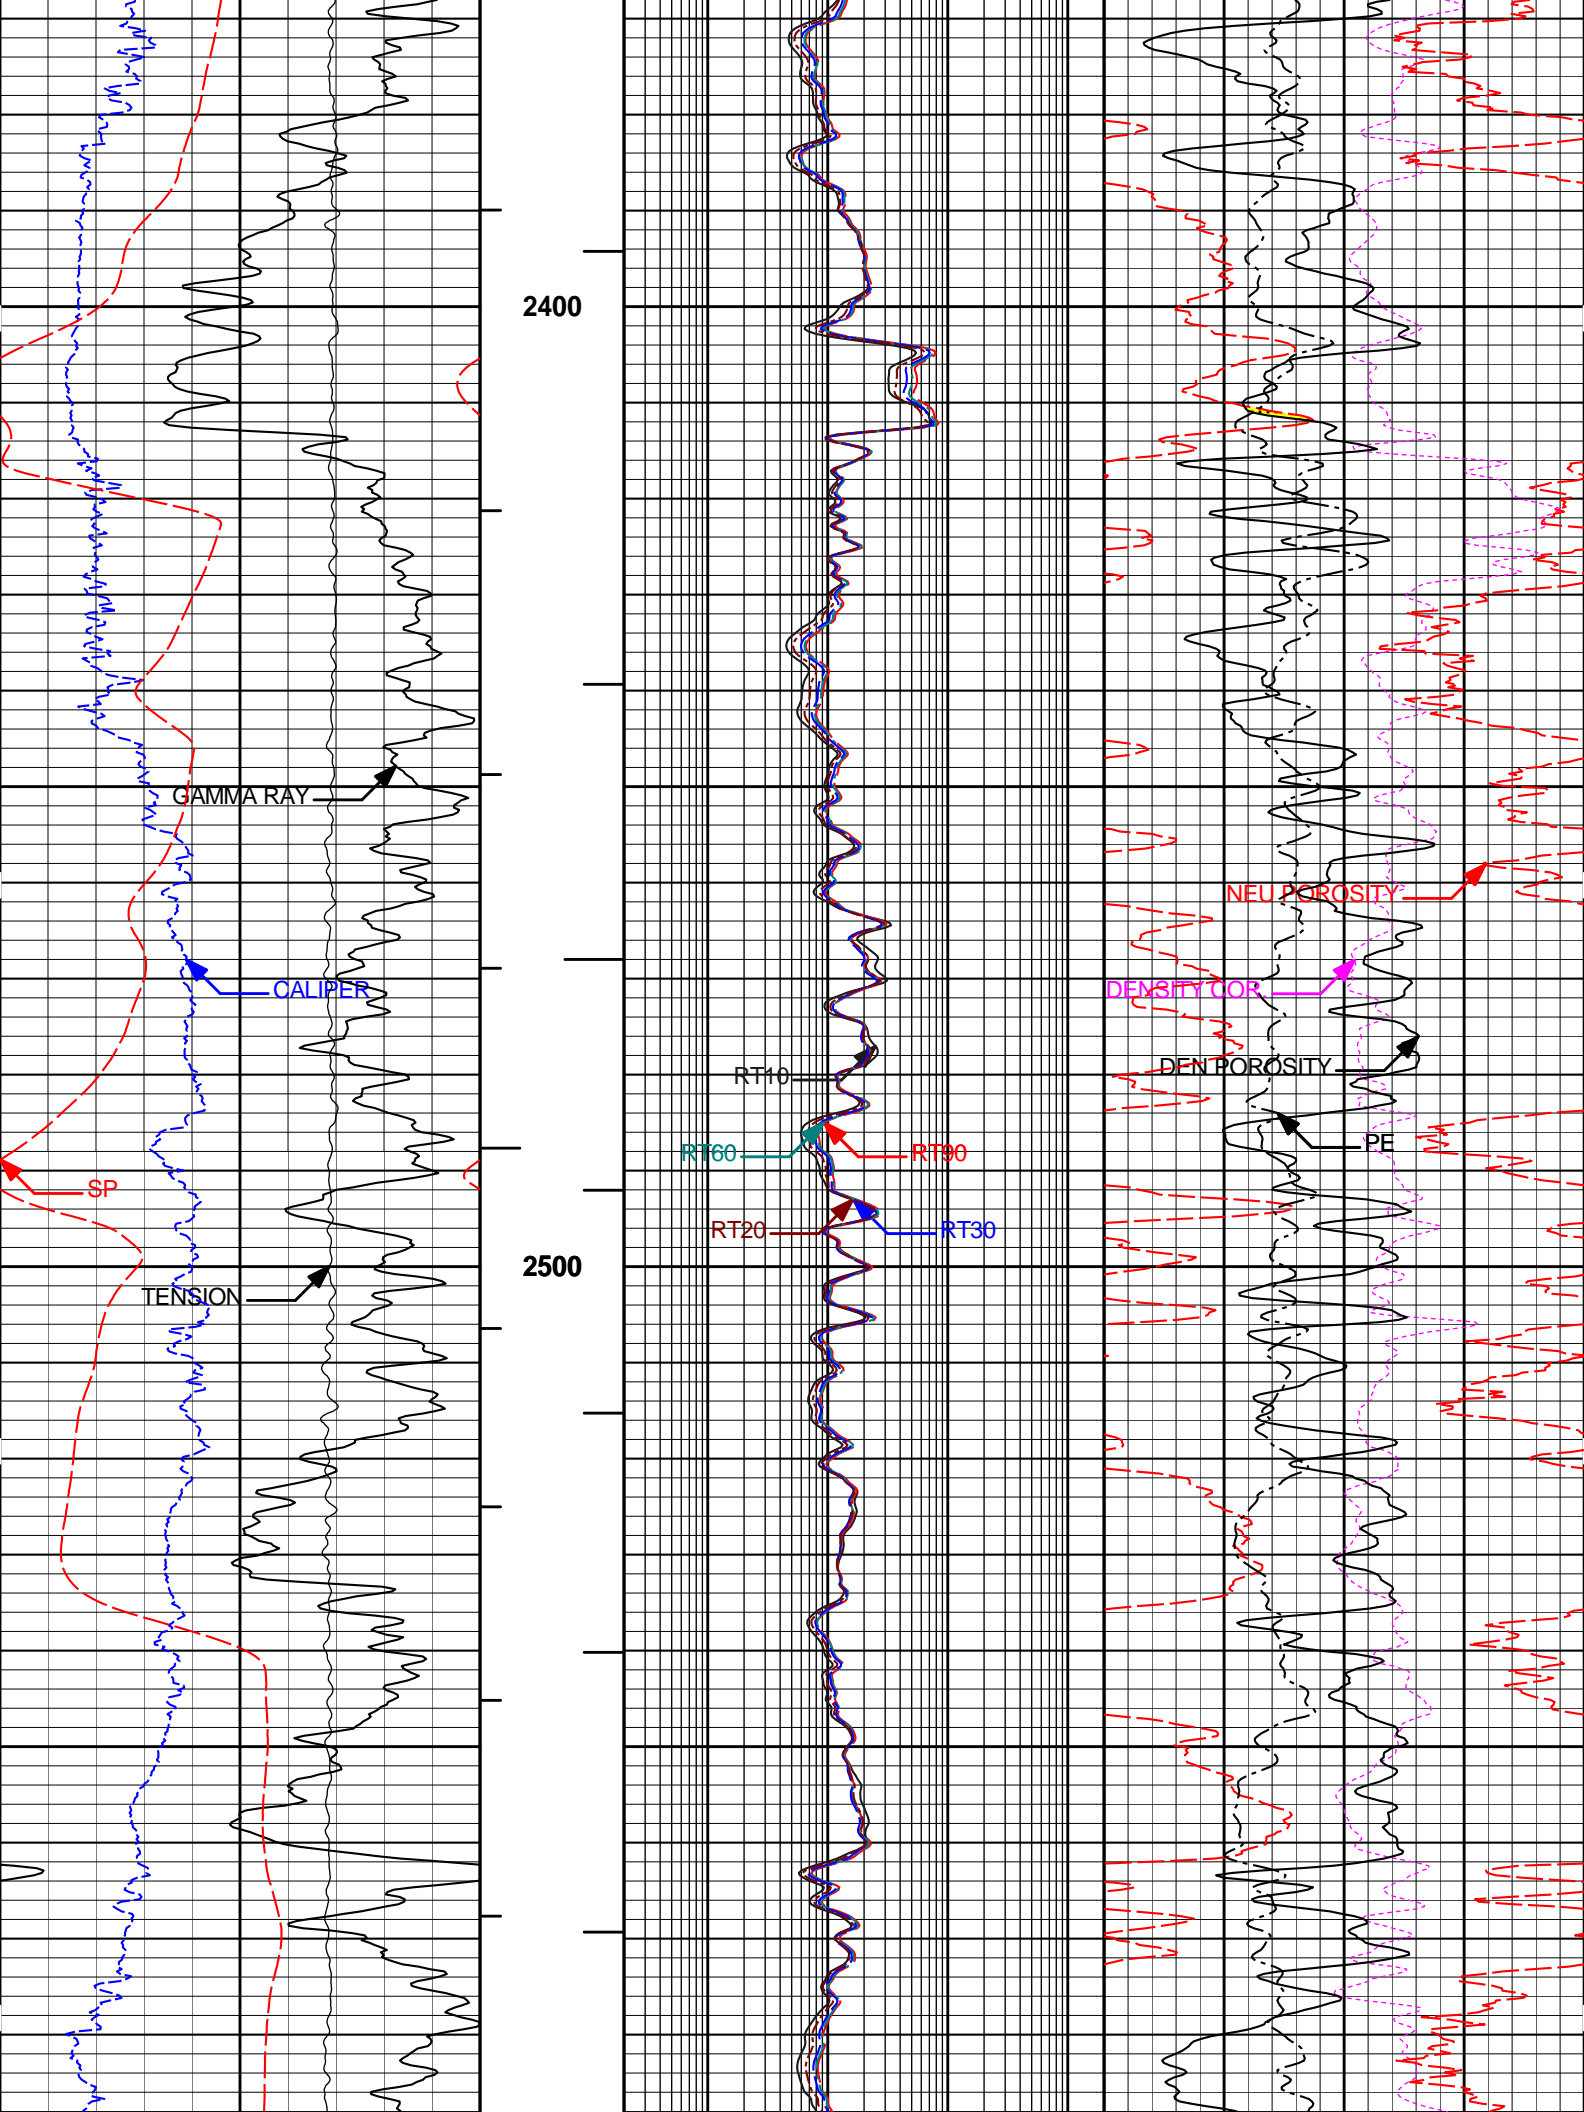 2400
GAMMA RAY
NEU POROSITY
CALIPER
DENSITY COR
DEN POROSITY
RT10
PE
RT60
RT90
SP
RT20
RT30
2500
TENSION